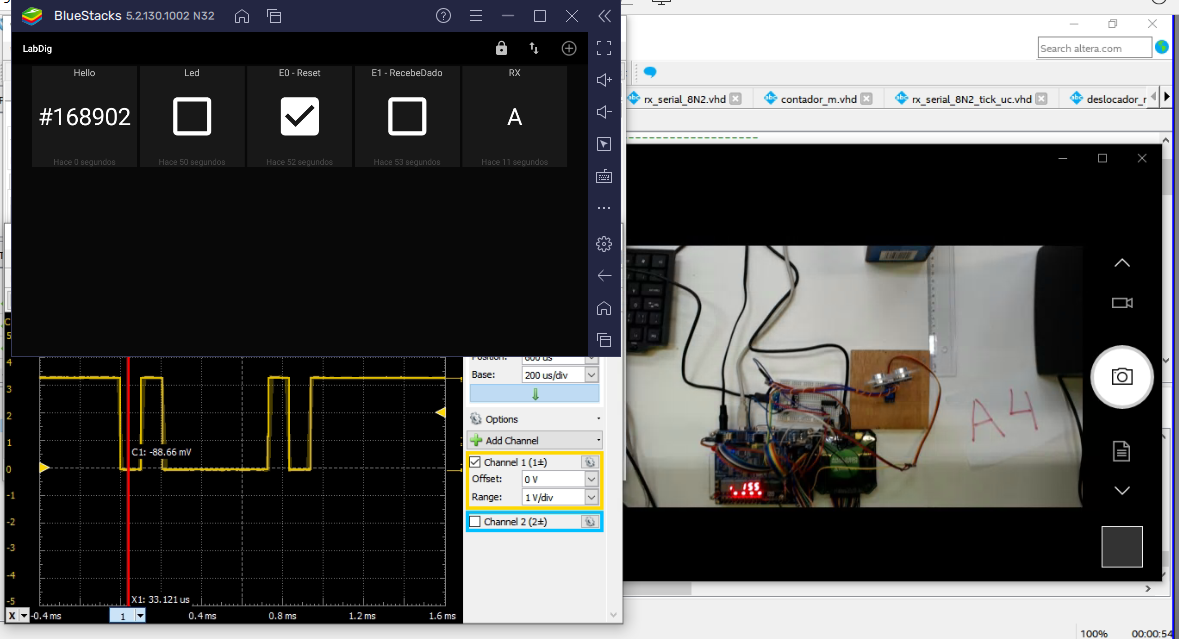 BlueStacks 5.2.130.1002 N32
LabDig
Hello
Led
E0 - Reset
E1 - RecebeDado
RX
#168902
A
Hace 0 segundos
Hace 50 segundos
Hace 52 segundos
Hace 53 segundos
Hace 11 segundos
Search altera.com
rx_serial_8N2.vhd
contador_m.vhd
rx_serial_8N2_tick_uc.vhd
deslocador_
A4
155
Position:
600 us
Base:
200 us/div
Options
Add Channel
Channel 1 (1±)
Offset:
0 V
Range:
1 V/div
Channel 2 (2±)
C
5
4
3
2
1
0
-1
-2
-3
-4
-5
C1: -88.66 mV
X1: 33.121 us
X
-0.4 ms
1
0.4 ms
0.8 ms
1.2 ms
1.6 ms
100%
00:00:54